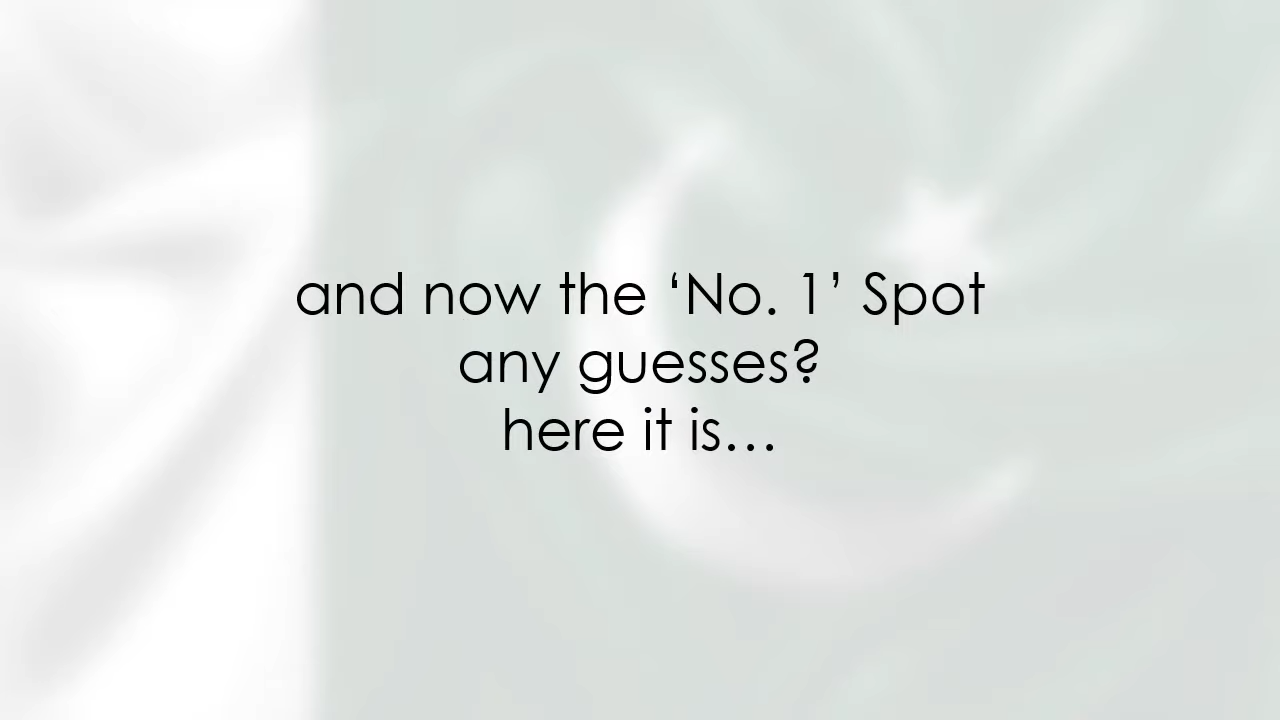 and now the ‘No. 1’ Spot
any guesses?
here it is…